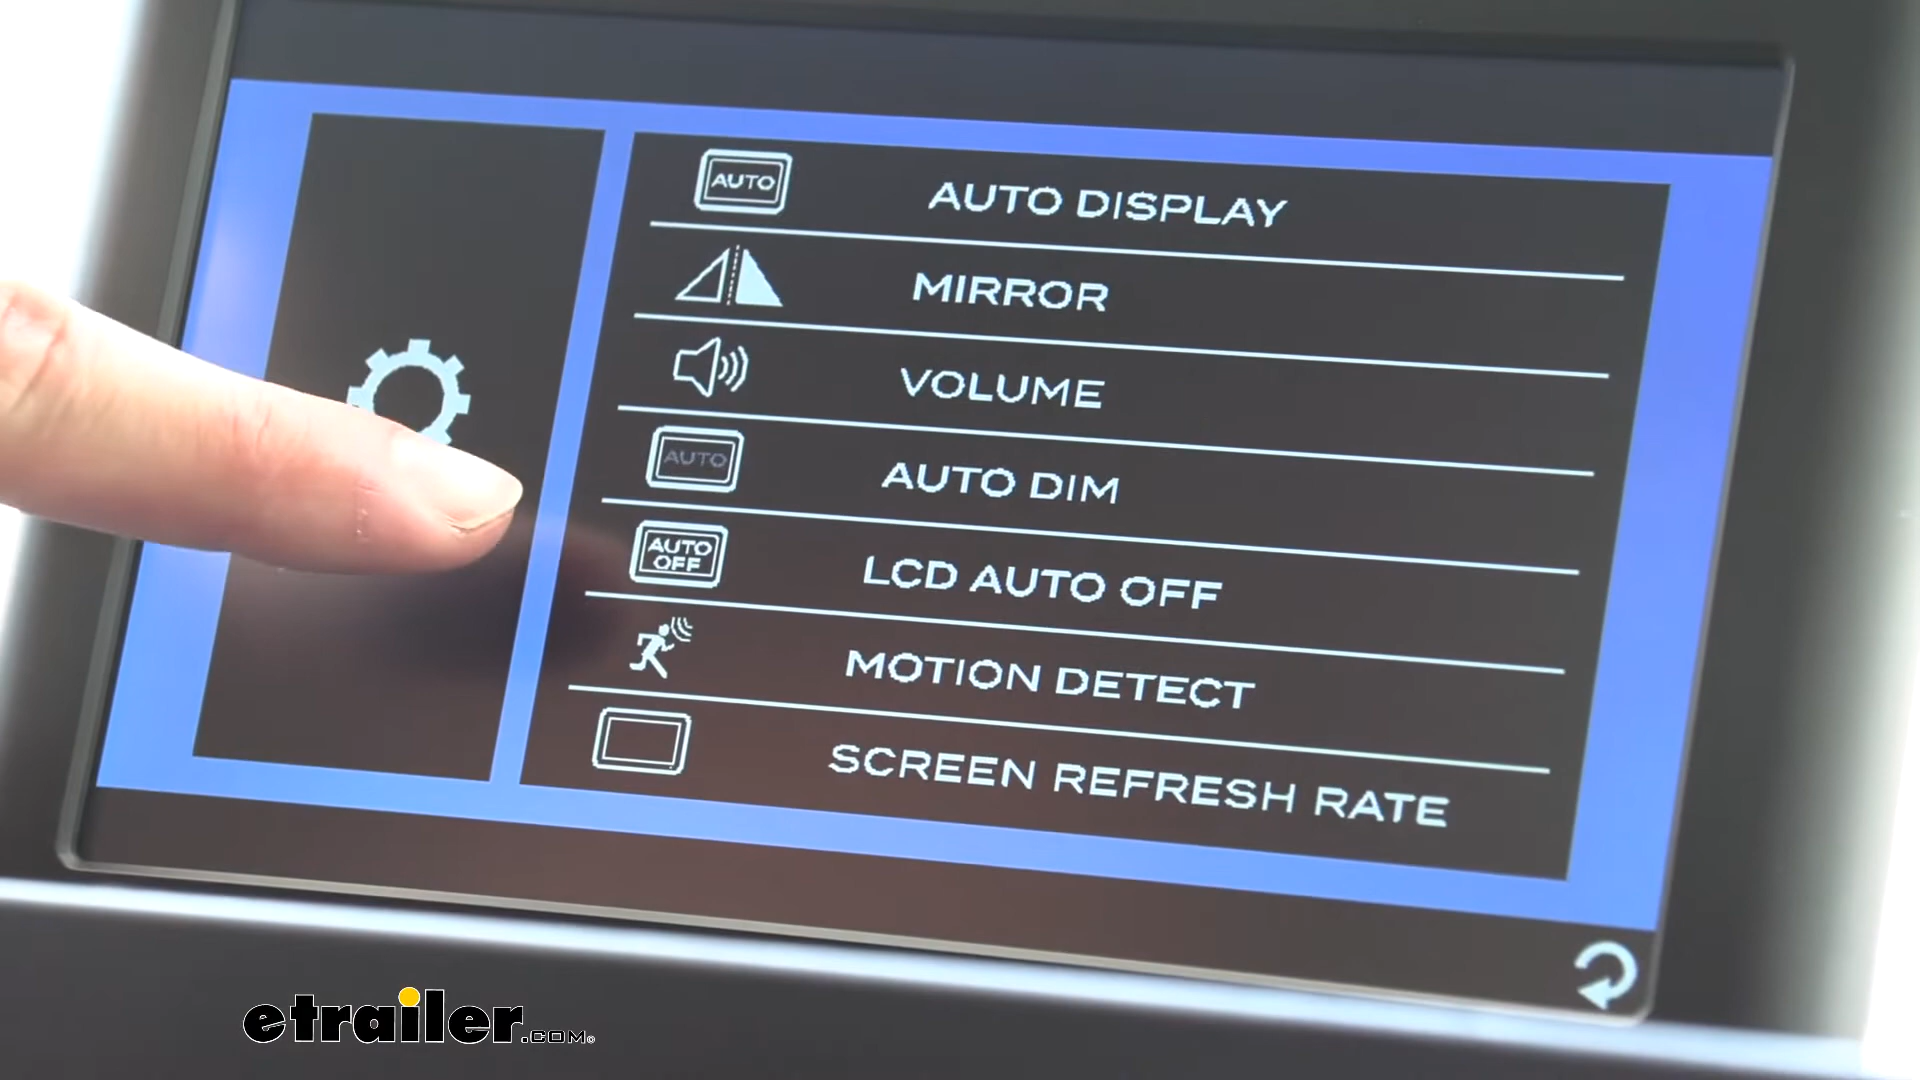 AUTO
AUTO DISPLAY
MIRROR
VOLUME
AUTO
AUTO DIM
AUTO
OFF
LCD AUTO OFF
MOTION DETECT
SCREEN REFRESH RATE
etrailer.COM©